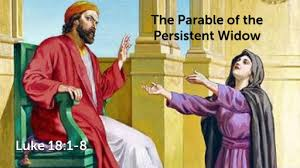 The Parable of the
Persistent Widow
Luke 18:1-8